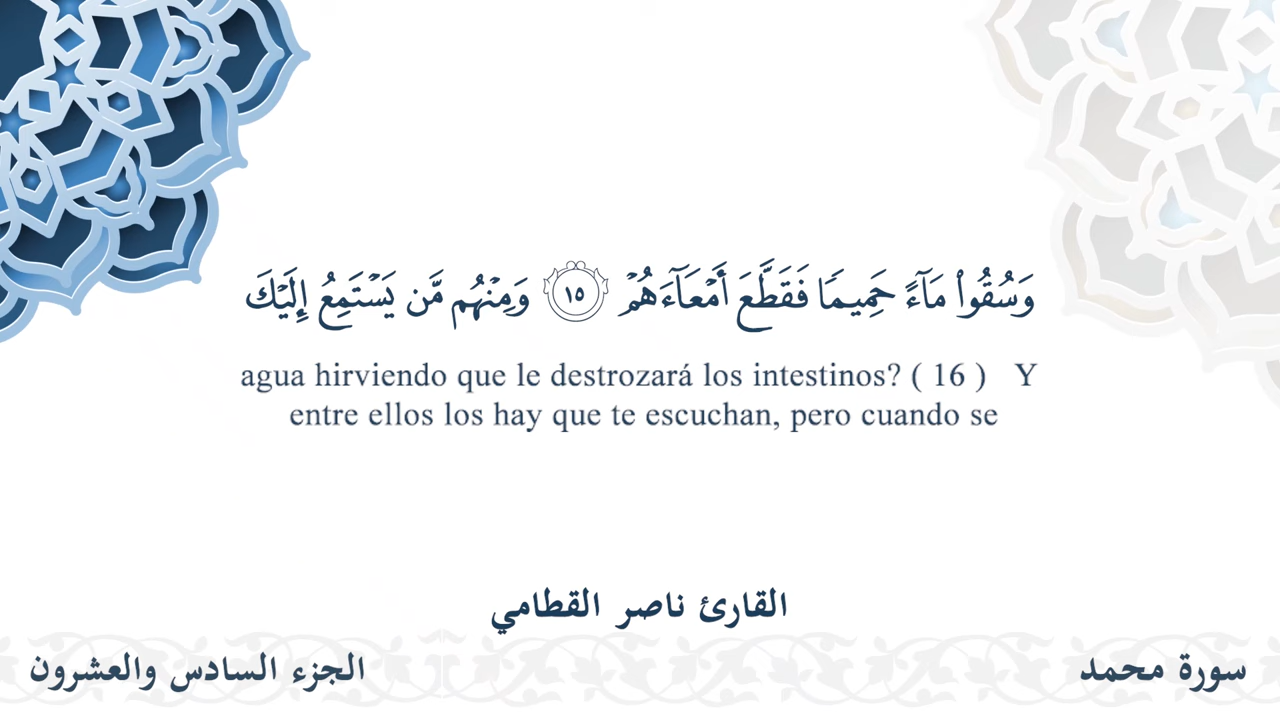 وَسُقُواْ مَآءً حَمِيمٗا فَقَطَّعَ أَمۡعَآءَهُمۡ ١٥ وَمِنۡهُم مَّن يَسۡتَمِعُ إِلَيۡكَ
agua hirviendo que le destrozará los intestinos? ( 16 ) Y
entre ellos los hay que te escuchan, pero cuando se
القارئ ناصر القطامي
سورة محمد
الجزء السادس والعشرون